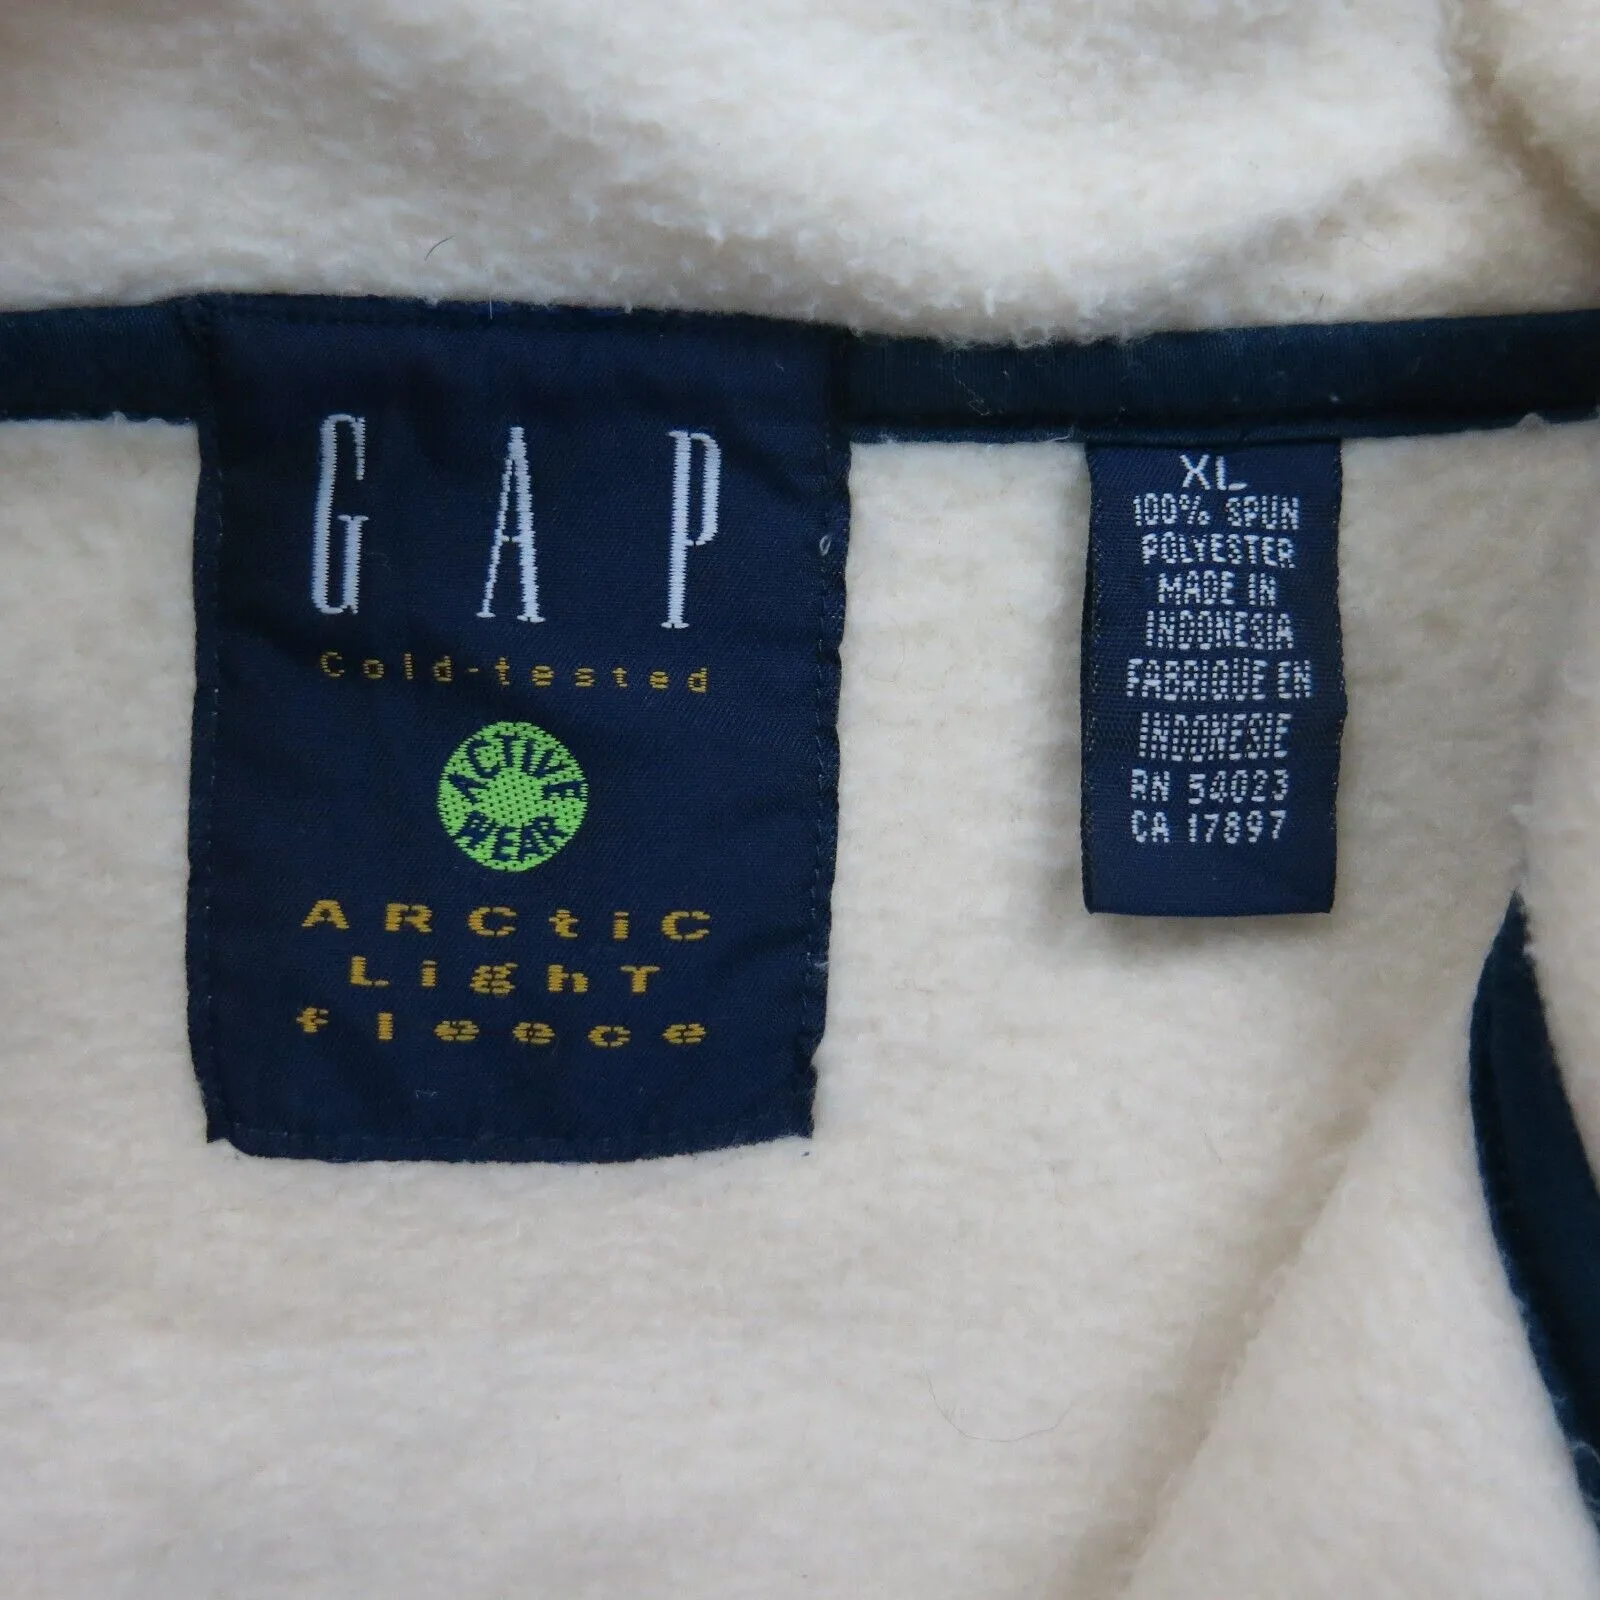 GAP
Cold-tested
ACTIVE
WEAR
ARCtiC
LighT
fleece
XL
100% SPUN
POLYESTER
MADE IN
INDONESIA
FABRIQUE EN
INDONESIE
RN 54023
CA 17897